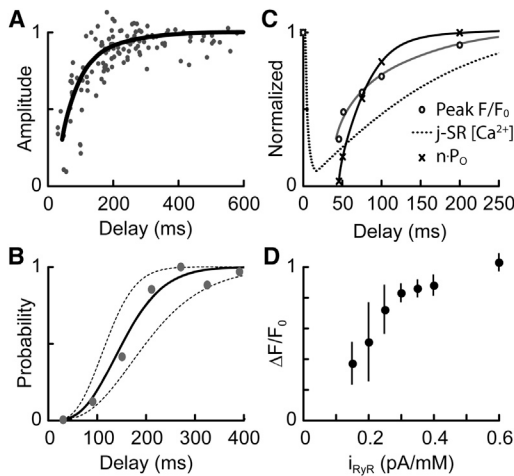 A
Amplitude
1
0
0 200 400 600
Delay (ms)
B
Probability
1
0
0 100 200 300 400
Delay (ms)
C
Normalized
1
0
0 50 100 150 200 250
Delay (ms)
Peak F/F₀
j-SR [Ca²⁺]
n·P_O
D
ΔF/F₀
1
0
0 0.2 0.4 0.6
i_RyR (pA/mM)